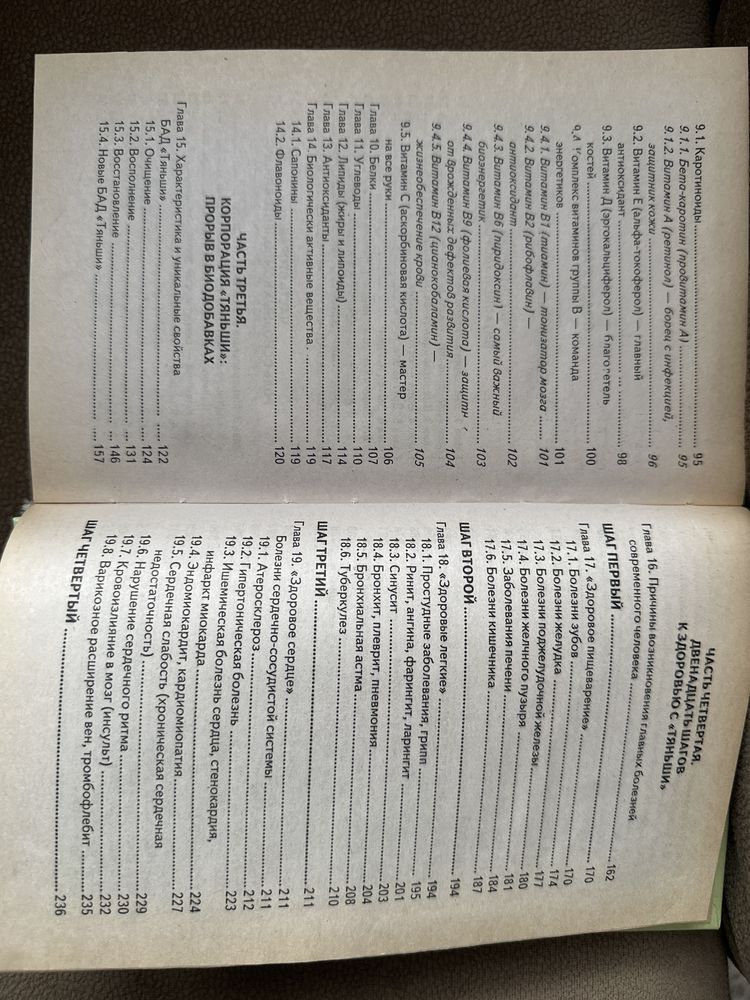 9.1. Каротиноиды ..... 95
9.1.1. Бета-каротин (провитамин А) ..... 95
9.1.2. Витамин А (ретинол) — борец с инфекцией,
защитник кожи ..... 96
9.2. Витамин Е (альфа-токоферол) — главный
антиоксидант ..... 98
9.3. Витамин Д (эргокальциферол) — благодетель
костей ..... 100
9.4. Комплекс витаминов группы В — команда
энергетиков ..... 101
9.4.1. Витамин В1 (тиамин) — тонизатор мозга ..... 101
9.4.2. Витамин В2 (рибофлавин) —
антиоксидант ..... 102
9.4.3. Витамин В6 (пиридоксин) — самый важный
биоэнергетик ..... 103
9.4.4. Витамин В9 (фолиевая кислота) — защитн
от врожденных дефектов развития ..... 104
9.4.5. Витамин В12 (цианокобаламин) —
жизнеобеспечение крови ..... 105
9.5. Витамин С (аскорбиновая кислота) — мастер
на все руки ..... 106
Глава 10. Белки ..... 107
Глава 11. Углеводы ..... 110
Глава 12. Липиды (жиры и липоиды) ..... 114
Глава 13. Антиоксиданты ..... 117
Глава 14. Биологически активные вещества ..... 119
14.1. Сапонины ..... 119
14.2. Флавоноиды ..... 120
ЧАСТЬ ТРЕТЬЯ.
КОРПОРАЦИЯ «ТЯНЬШИ»:
ПРОРЫВ В БИОДОБАВКАХ
Глава 15. Характеристика и уникальные свойства
БАД «Тяньши» ..... 122
15.1. Очищение ..... 124
15.2. Восполнение ..... 131
15.3. Восстановление ..... 146
15.4. Новые БАД «Тяньши» ..... 157
ЧАСТЬ ЧЕТВЕРТАЯ.
ДВЕНАДЦАТЬ ШАГОВ
К ЗДОРОВЬЮ С «ТЯНЬШИ»
Глава 16. Причины возникновения главных болезней
современного человека ..... 162
ШАГ ПЕРВЫЙ ..... 170
Глава 17. «Здоровое пищеварение» ..... 170
17.1. Болезни зубов ..... 170
17.2. Болезни желудка ..... 174
17.3. Болезни поджелудочной железы ..... 177
17.4. Болезни желчного пузыря ..... 180
17.5. Заболевания печени ..... 181
17.6. Болезни кишечника ..... 184
ШАГ ВТОРОЙ ..... 187
Глава 18. «Здоровые легкие» ..... 194
18.1. Простудные заболевания, грипп ..... 194
18.2. Ринит, ангина, фарингит, ларингит ..... 195
18.3. Синусит ..... 201
18.4. Бронхит, плеврит, пневмония ..... 203
18.5. Бронхиальная астма ..... 204
18.6. Туберкулез ..... 208
ШАГ ТРЕТИЙ ..... 210
Глава 19. «Здоровое сердце» ..... 211
Болезни сердечно-сосудистой системы ..... 211
19.1. Атеросклероз ..... 211
19.2. Гипертоническая болезнь ..... 212
19.3. Ишемическая болезнь сердца, стенокардия,
инфаркт миокарда ..... 223
19.4. Эндомиокардит, кардиомиопатия ..... 224
19.5. Сердечная слабость (хроническая сердечная
недостаточность) ..... 227
19.6. Нарушение сердечного ритма ..... 229
19.7. Кровоизлияние в мозг (инсульт) ..... 230
19.8. Варикозное расширение вен, тромбофлебит ..... 232
ШАГ ЧЕТВЕРТЫЙ ..... 235
236